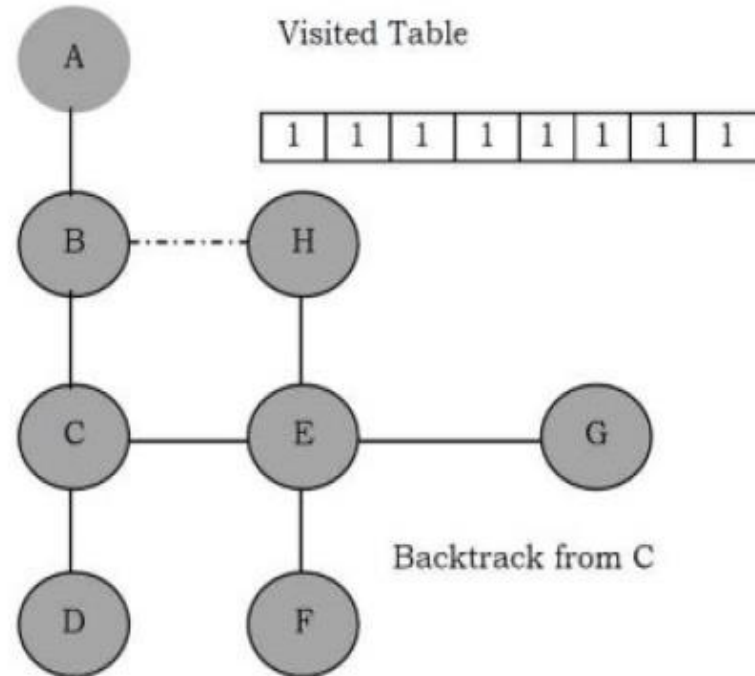 A
Visited Table
1 1 1 1 1 1 1 1
B H
C E G
Backtrack from C
D F